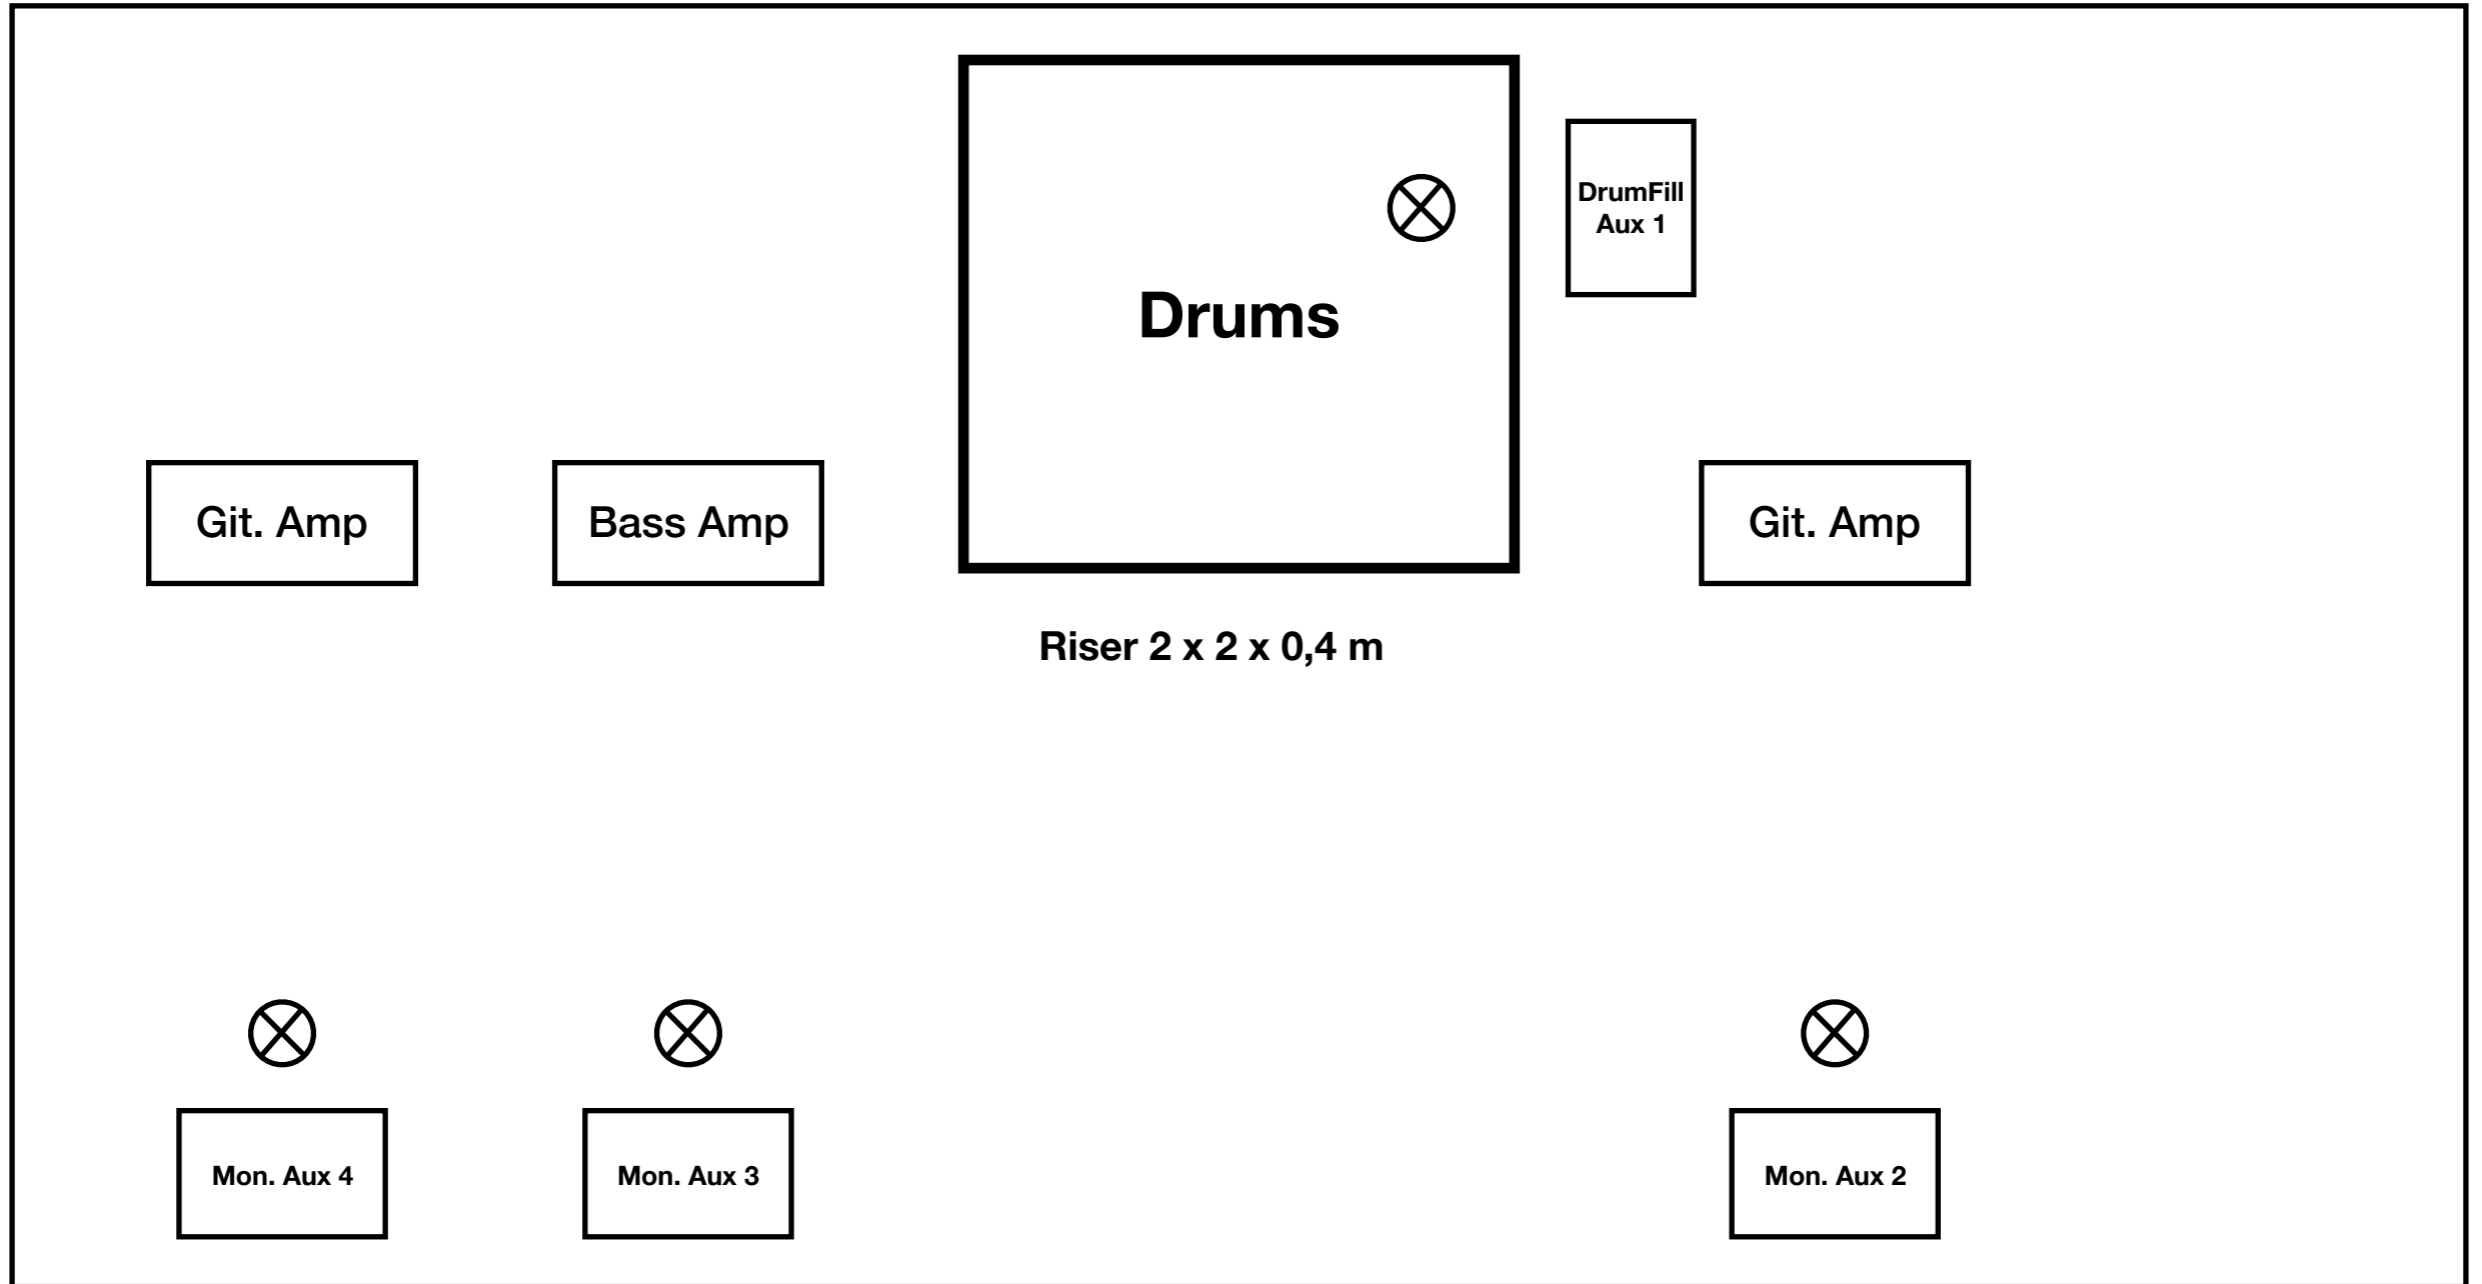 DrumFill
Aux 1
Drums
Git. Amp
Bass Amp
Git. Amp
Riser 2 x 2 x 0,4 m
Mon. Aux 4
Mon. Aux 3
Mon. Aux 2